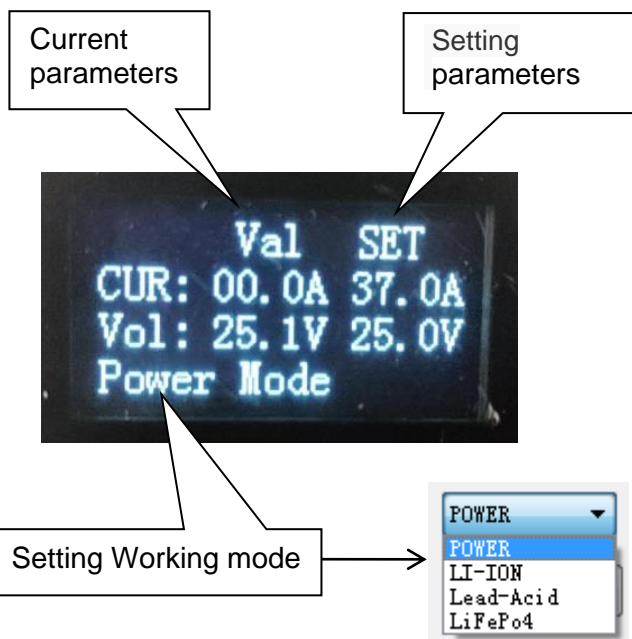 Current
parameters
Setting
parameters
Val SET
CUR: 00.0A 37.0A
Vol: 25.1V 25.0V
Power Mode
Setting Working mode
POWER
POWER
LI-ION
Lead-Acid
LiFePo4